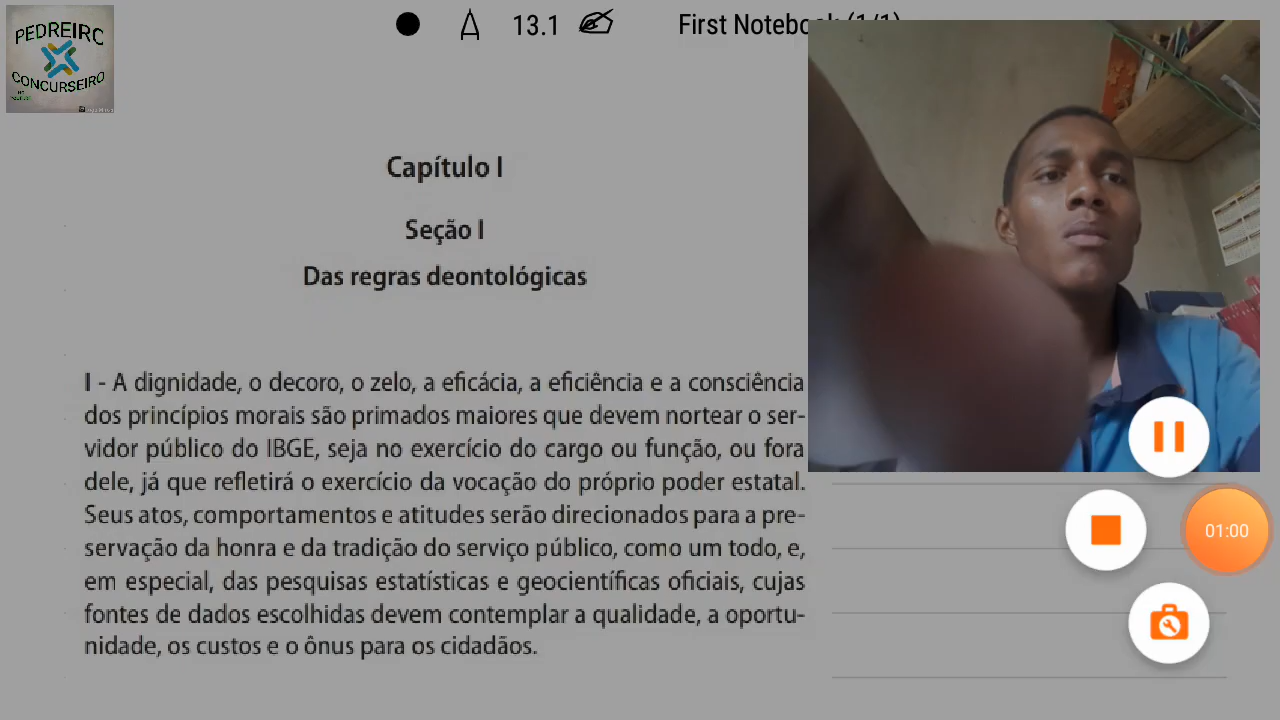 PEDREIRO
CONCURSEIRO
13.1
First Notebook (1/1)
Capítulo I
Seção I
Das regras deontológicas
I - A dignidade, o decoro, o zelo, a eficácia, a eficiência e a consciência
dos princípios morais são primados maiores que devem nortear o ser-
vidor público do IBGE, seja no exercício do cargo ou função, ou fora
dele, já que refletirá o exercício da vocação do próprio poder estatal.
Seus atos, comportamentos e atitudes serão direcionados para a pre-
servação da honra e da tradição do serviço público, como um todo, e,
em especial, das pesquisas estatísticas e geocientíficas oficiais, cujas
fontes de dados escolhidas devem contemplar a qualidade, a oportu-
nidade, os custos e o ônus para os cidadãos.
01:00